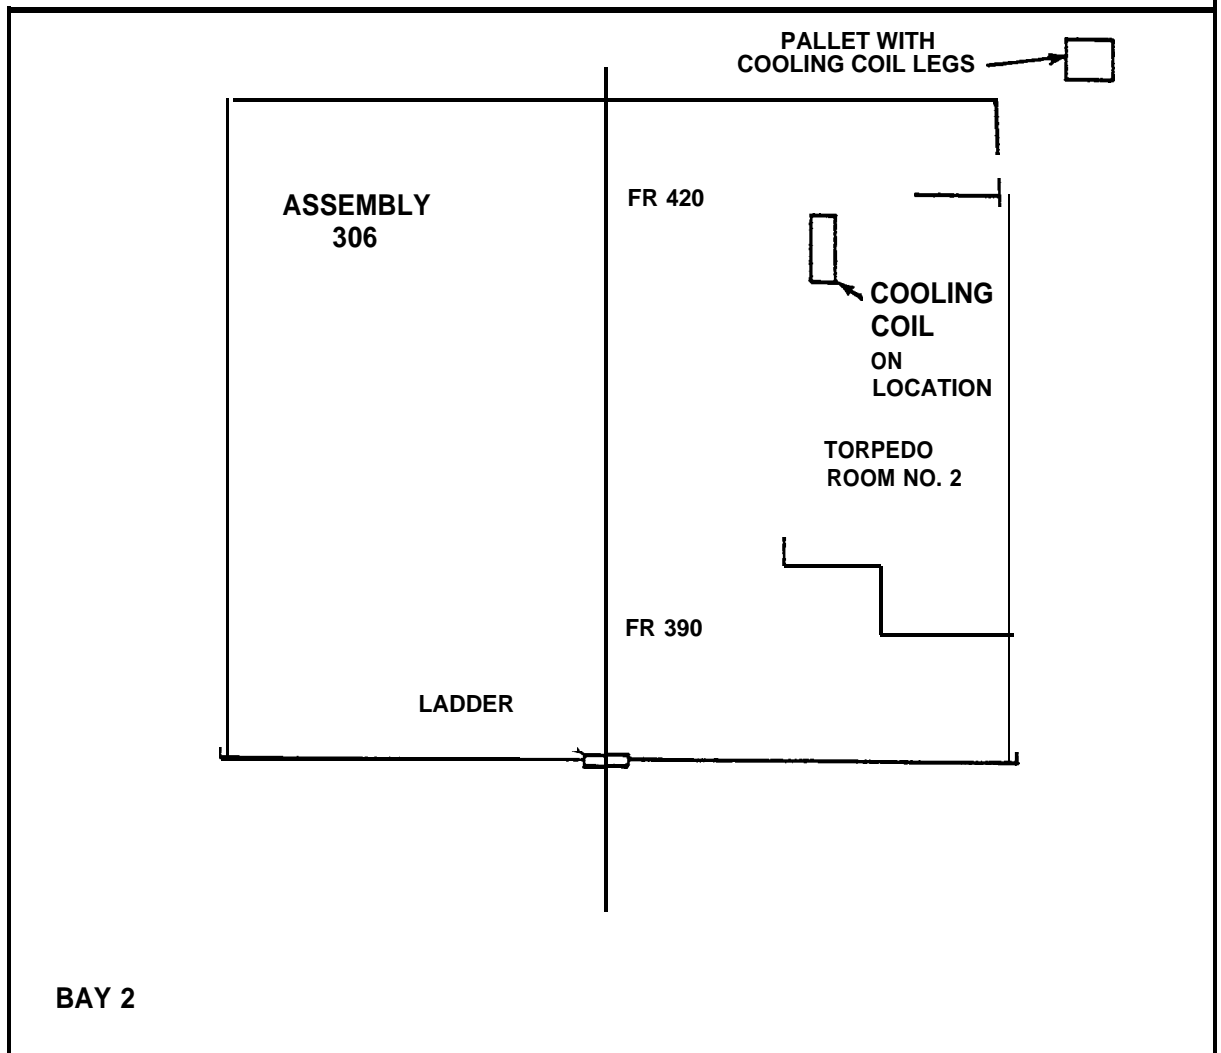 PALLET WITH
COOLING COIL LEGS
ASSEMBLY
306
FR 420
COOLING
COIL
ON
LOCATION
TORPEDO
ROOM NO. 2
FR 390
LADDER
BAY 2